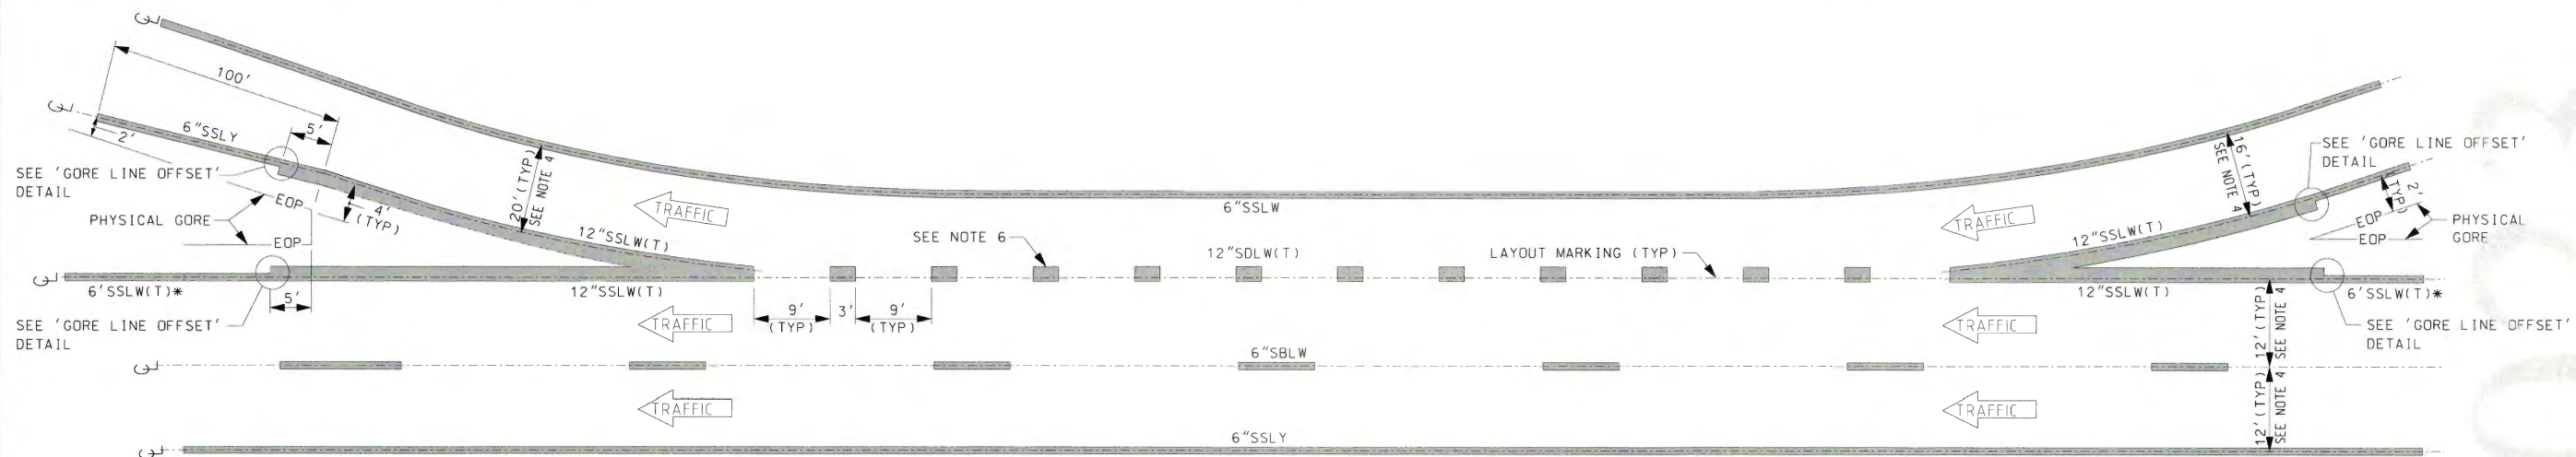 100'
5'
2'
6"SSLY
SEE 'GORE LINE OFFSET'
DETAIL
EOP
PHYSICAL GORE
EOP
4'
(TYP)
20' (TYP)
SEE NOTE 4
12"SSLW(T)
TRAFFIC
6"SSLW
6'SSLW(T)*
5'
12"SSLW(T)
SEE 'GORE LINE OFFSET'
DETAIL
9'
(TYP)
3'
9'
(TYP)
SEE NOTE 6
12"SDLW(T)
LAYOUT MARKING (TYP)
TRAFFIC
16' (TYP)
SEE NOTE 4
SEE 'GORE LINE OFFSET'
DETAIL
2'
(TYP)
EOP
EOP
PHYSICAL
GORE
12"SSLW(T)
12"SSLW(T)
6'SSLW(T)*
SEE 'GORE LINE OFFSET'
DETAIL
TRAFFIC
TRAFFIC
12' (TYP)
SEE NOTE 4
6"SBLW
TRAFFIC
TRAFFIC
12' (TYP)
SEE NOTE 4
6"SSLY